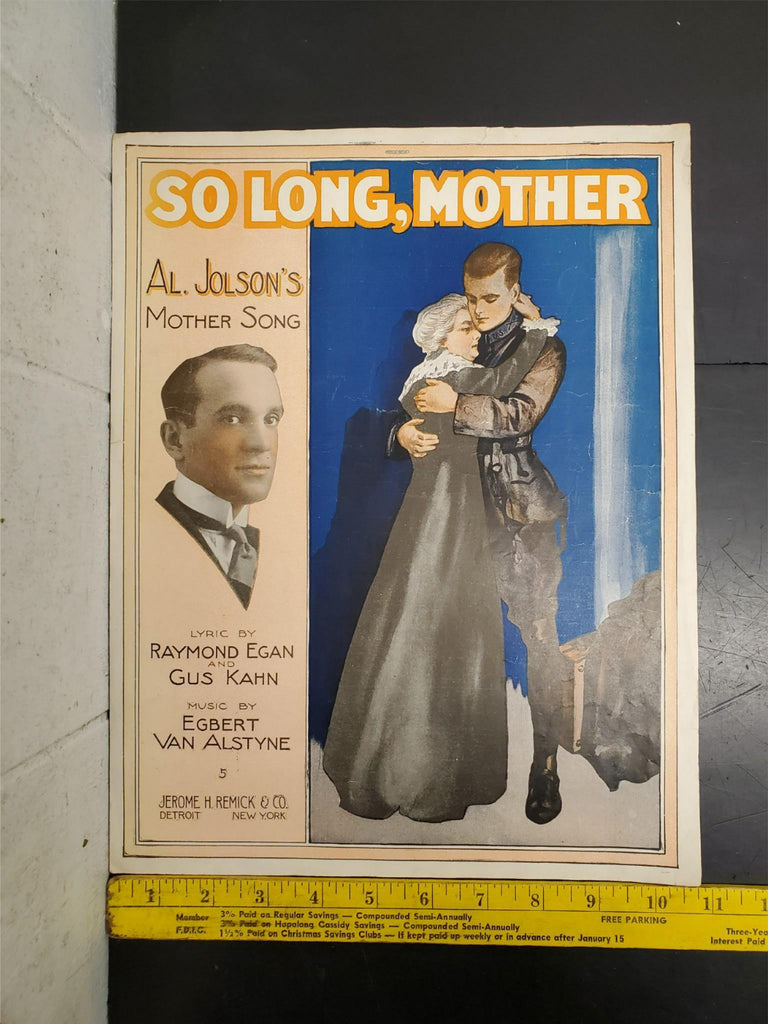 SO LONG, MOTHER
AL. JOLSON'S
MOTHER SONG
LYRIC BY
RAYMOND EGAN
AND
GUS KAHN
MUSIC BY
EGBERT
VAN ALSTYNE
5
JEROME H. REMICK & CO.
DETROIT NEW YORK
1 2 3 4 5 6 7 8 9 10 11
Member
F.D.I.C.
3% Paid on Regular Savings — Compounded Semi-Annually
3% Paid on Hopalong Cassidy Savings — Compounded Semi-Annually
1½% Paid on Christmas Savings Clubs — If kept paid up weekly or in advance after January 15
FREE PARKING
Three-Yea
Interest Paid